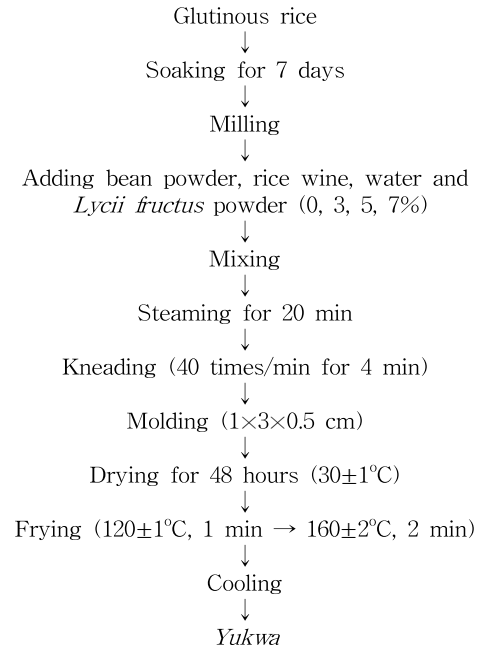 Glutinous rice
↓
Soaking for 7 days
↓
Milling
↓
Adding bean powder, rice wine, water and
Lycii fructus powder (0, 3, 5, 7%)
↓
Mixing
↓
Steaming for 20 min
↓
Kneading (40 times/min for 4 min)
↓
Molding (1×3×0.5 cm)
↓
Drying for 48 hours (30±1°C)
↓
Frying (120±1°C, 1 min → 160±2°C, 2 min)
↓
Cooling
↓
Yukwa